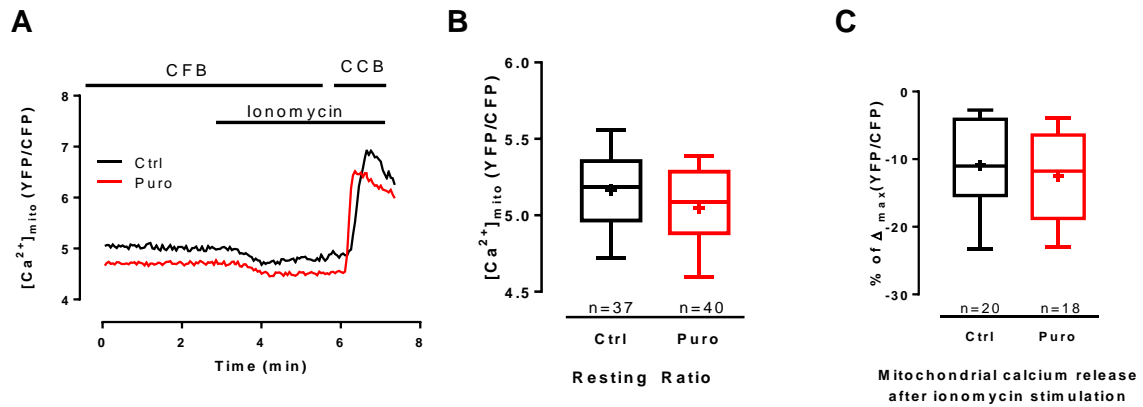 A
CFB
CCB
Ionomycin
[Ca²⁺]mito (YFP/CFP)
8
7
6
5
4
Ctrl
Puro
0
2
4
6
8
Time (min)
B
[Ca²⁺]mito (YFP/CFP)
6.0
5.5
5.0
4.5
n=37
n=40
Ctrl
Puro
Resting Ratio
C
% of Δmax(YFP/CFP)
0
-10
-20
-30
n=20
n=18
Ctrl
Puro
Mitochondrial calcium release
after ionomycin stimulation